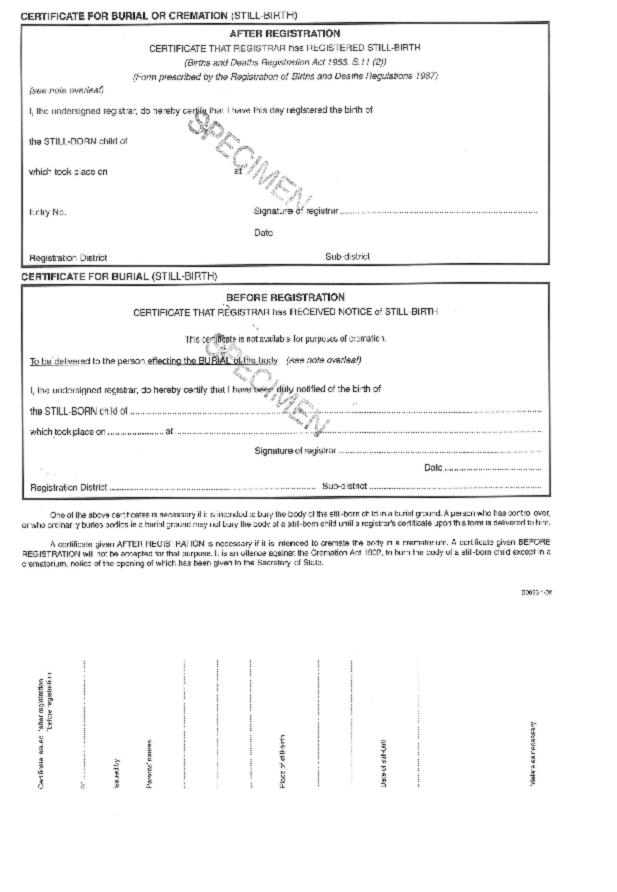 CERTIFICATE FOR BURIAL OR CREMATION (STILL-BIRTH)
AFTER REGISTRATION
CERTIFICATE THAT REGISTRAR has REGISTERED STILL-BIRTH
(Births and Deaths Registration Act 1953, S.11 (2))
(Form prescribed by the Registration of Births and Deaths Regulations 1987)
(see note overleaf)
I, the undersigned registrar, do hereby certify that I have this day registered the birth of
the STILL-BORN child of
which took place on at
SPECIMEN
Entry No. Signature of registrar
Date
Registration District Sub-district
CERTIFICATE FOR BURIAL (STILL-BIRTH)
BEFORE REGISTRATION
CERTIFICATE THAT REGISTRAR has RECEIVED NOTICE of STILL-BIRTH
This certificate is not available for purposes of cremation.
To be delivered to the person effecting the BURIAL of the body (see note overleaf)
SPECIMEN
I, the undersigned registrar, do hereby certify that I have been duly notified of the birth of
the STILL-BORN child of
which took place on at
Signature of registrar
Date
Registration District Sub-district
One of the above certificates is necessary if it is intended to bury the body of the still-born child in a burial ground. A person who has control over,
or who ordinarily buries bodies in a burial ground may not bury the body of a still-born child until a registrar's certificate upon this form is delivered to him.
A certificate given AFTER REGISTRATION is necessary if it is intended to cremate the body in a crematorium. A certificate given BEFORE
REGISTRATION will not be accepted for that purpose. It is an offence against the Cremation Act 1902, to burn the body of a still-born child except in a
crematorium, notice of the opening of which has been given to the Secretary of State.
Certificate issued *after registration
*before registration
on
Issued by
Parents' names
Place of still-birth
Date of still-birth
*delete as necessary